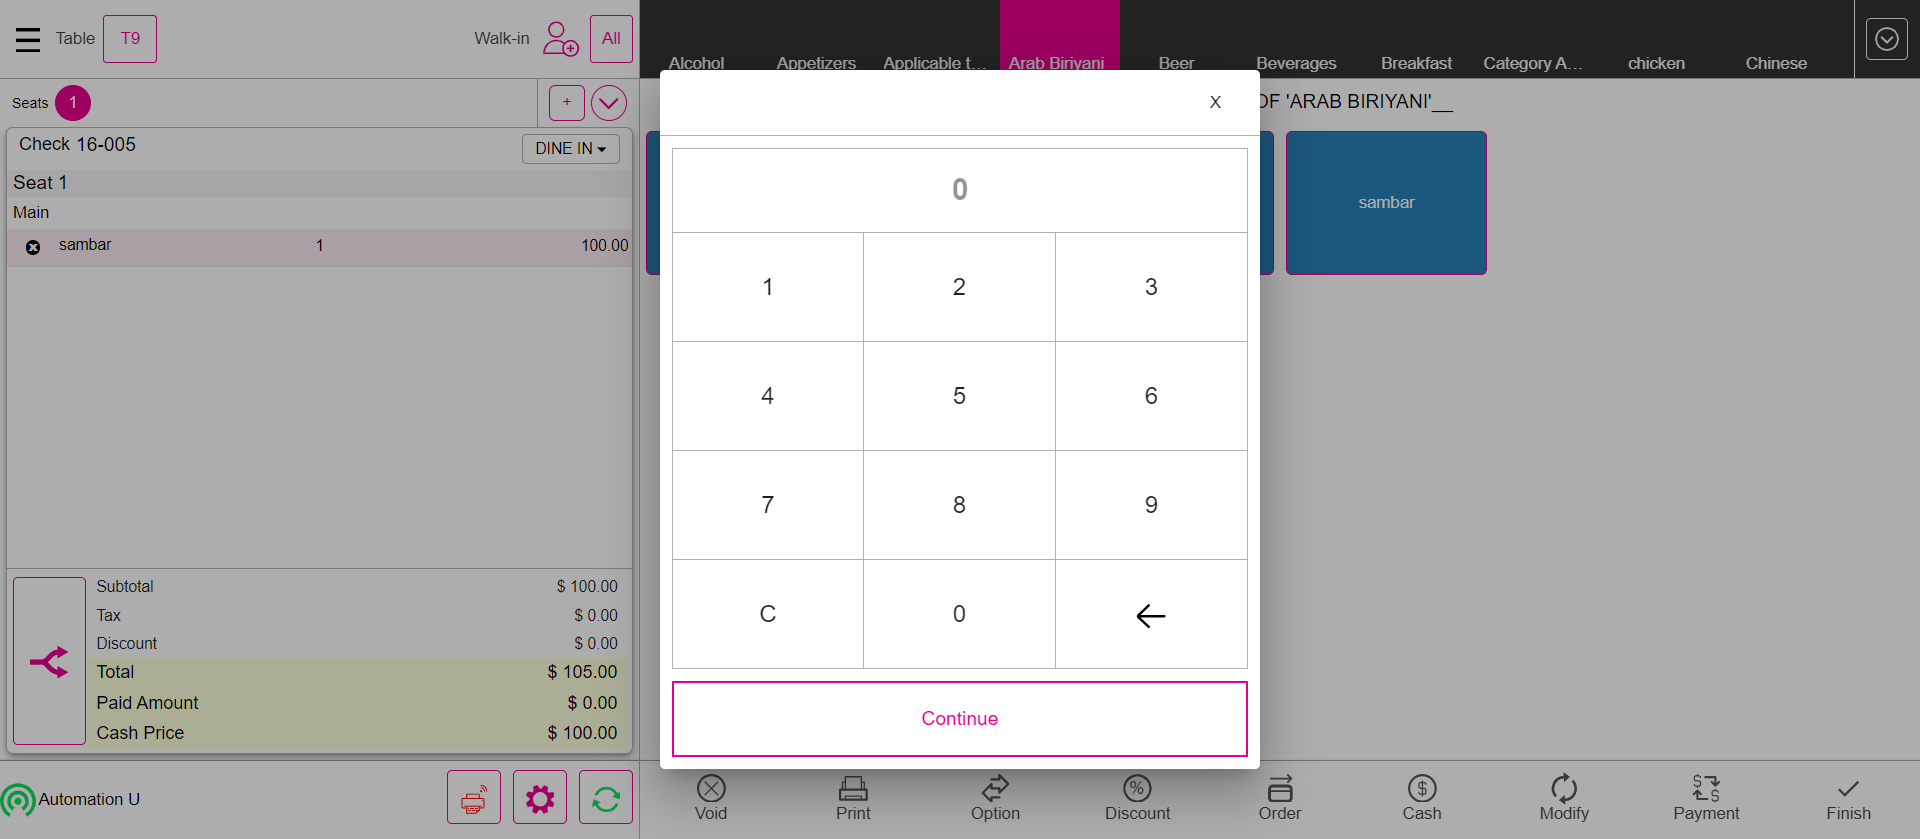 Table T9 Walk-in All
Alcohol Appetizers Applicable t... Arab Biriyani Beer Beverages Breakfast Category A... chicken Chinese
Seats 1 +
Check 16-005 DINE IN
Seat 1
Main
sambar 1 100.00
Subtotal $ 100.00
Tax $ 0.00
Discount $ 0.00
Total $ 105.00
Paid Amount $ 0.00
Cash Price $ 100.00
Automation U
X
0
1 2 3
4 5 6
7 8 9
C 0
Continue
OF 'ARAB BIRIYANI'__
sambar
Void Print Option Discount Order Cash Modify Payment Finish